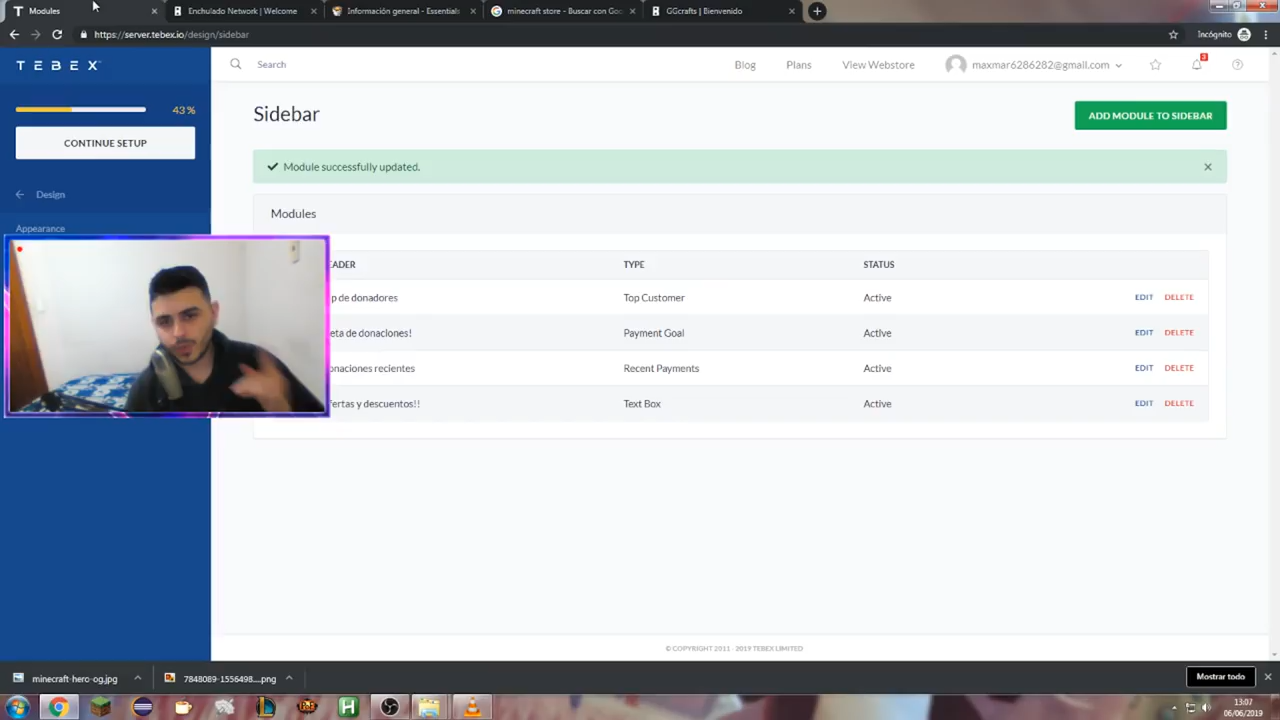 Modules
Enchulado Network | Welcome
Información general - Essentials
minecraft store - Buscar con Goo
GGcrafts | Bienvenido
https://server.tebex.io/design/sidebar
Incógnito
TEBEX
Search
Blog
Plans
View Webstore
maxmar6286282@gmail.com
43 %
CONTINUE SETUP
Design
Appearance
Sidebar
ADD MODULE TO SIDEBAR
Module successfully updated.
Modules
EADER TYPE STATUS
p de donadores Top Customer Active EDIT DELETE
eta de donaciones! Payment Goal Active EDIT DELETE
onaciones recientes Recent Payments Active EDIT DELETE
fertas y descuentos!! Text Box Active EDIT DELETE
© COPYRIGHT 2011 - 2019 TEBEX LIMITED
minecraft-hero-og.jpg
7848089-1556498....png
Mostrar todo
13:07
06/06/2019